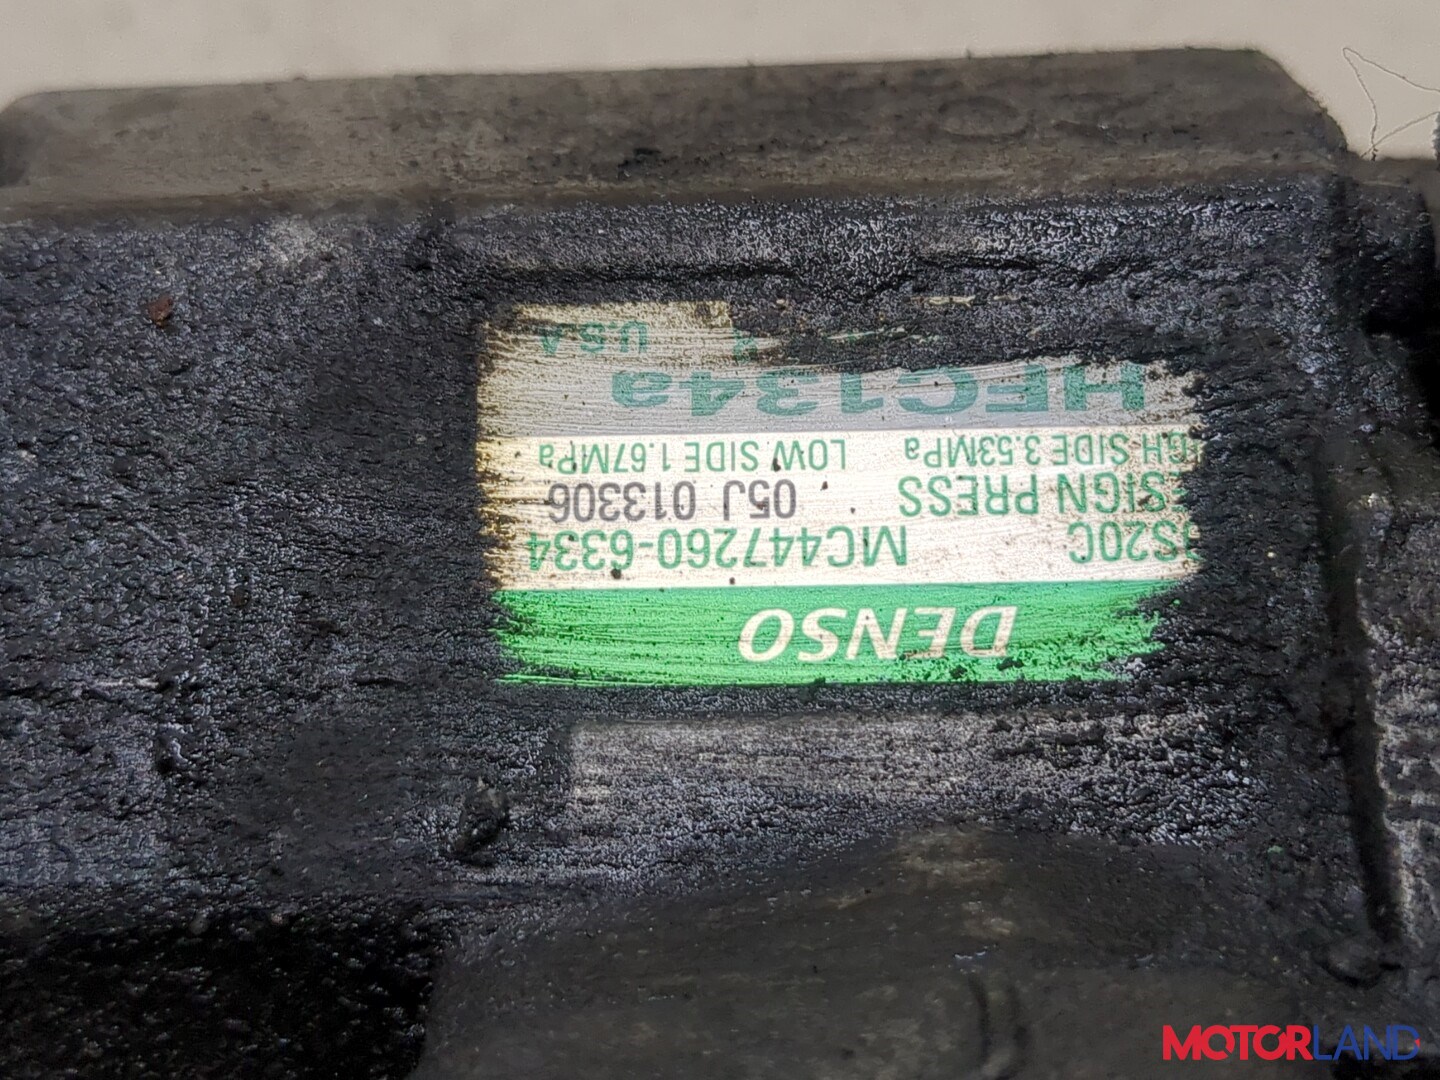 DENSO
S20C MC447260-6334
SIGN PRESS 05J 013306
GH SIDE 3.53MPa LOW SIDE 1.67MPa
HFC134a
U.S.A
MOTORLAND